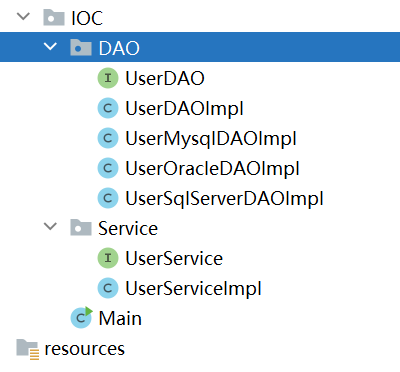 IOC
DAO
I UserDAO
C UserDAOImpl
C UserMysqlDAOImpl
C UserOracleDAOImpl
C UserSqlServerDAOImpl
Service
I UserService
C UserServiceImpl
C Main
resources